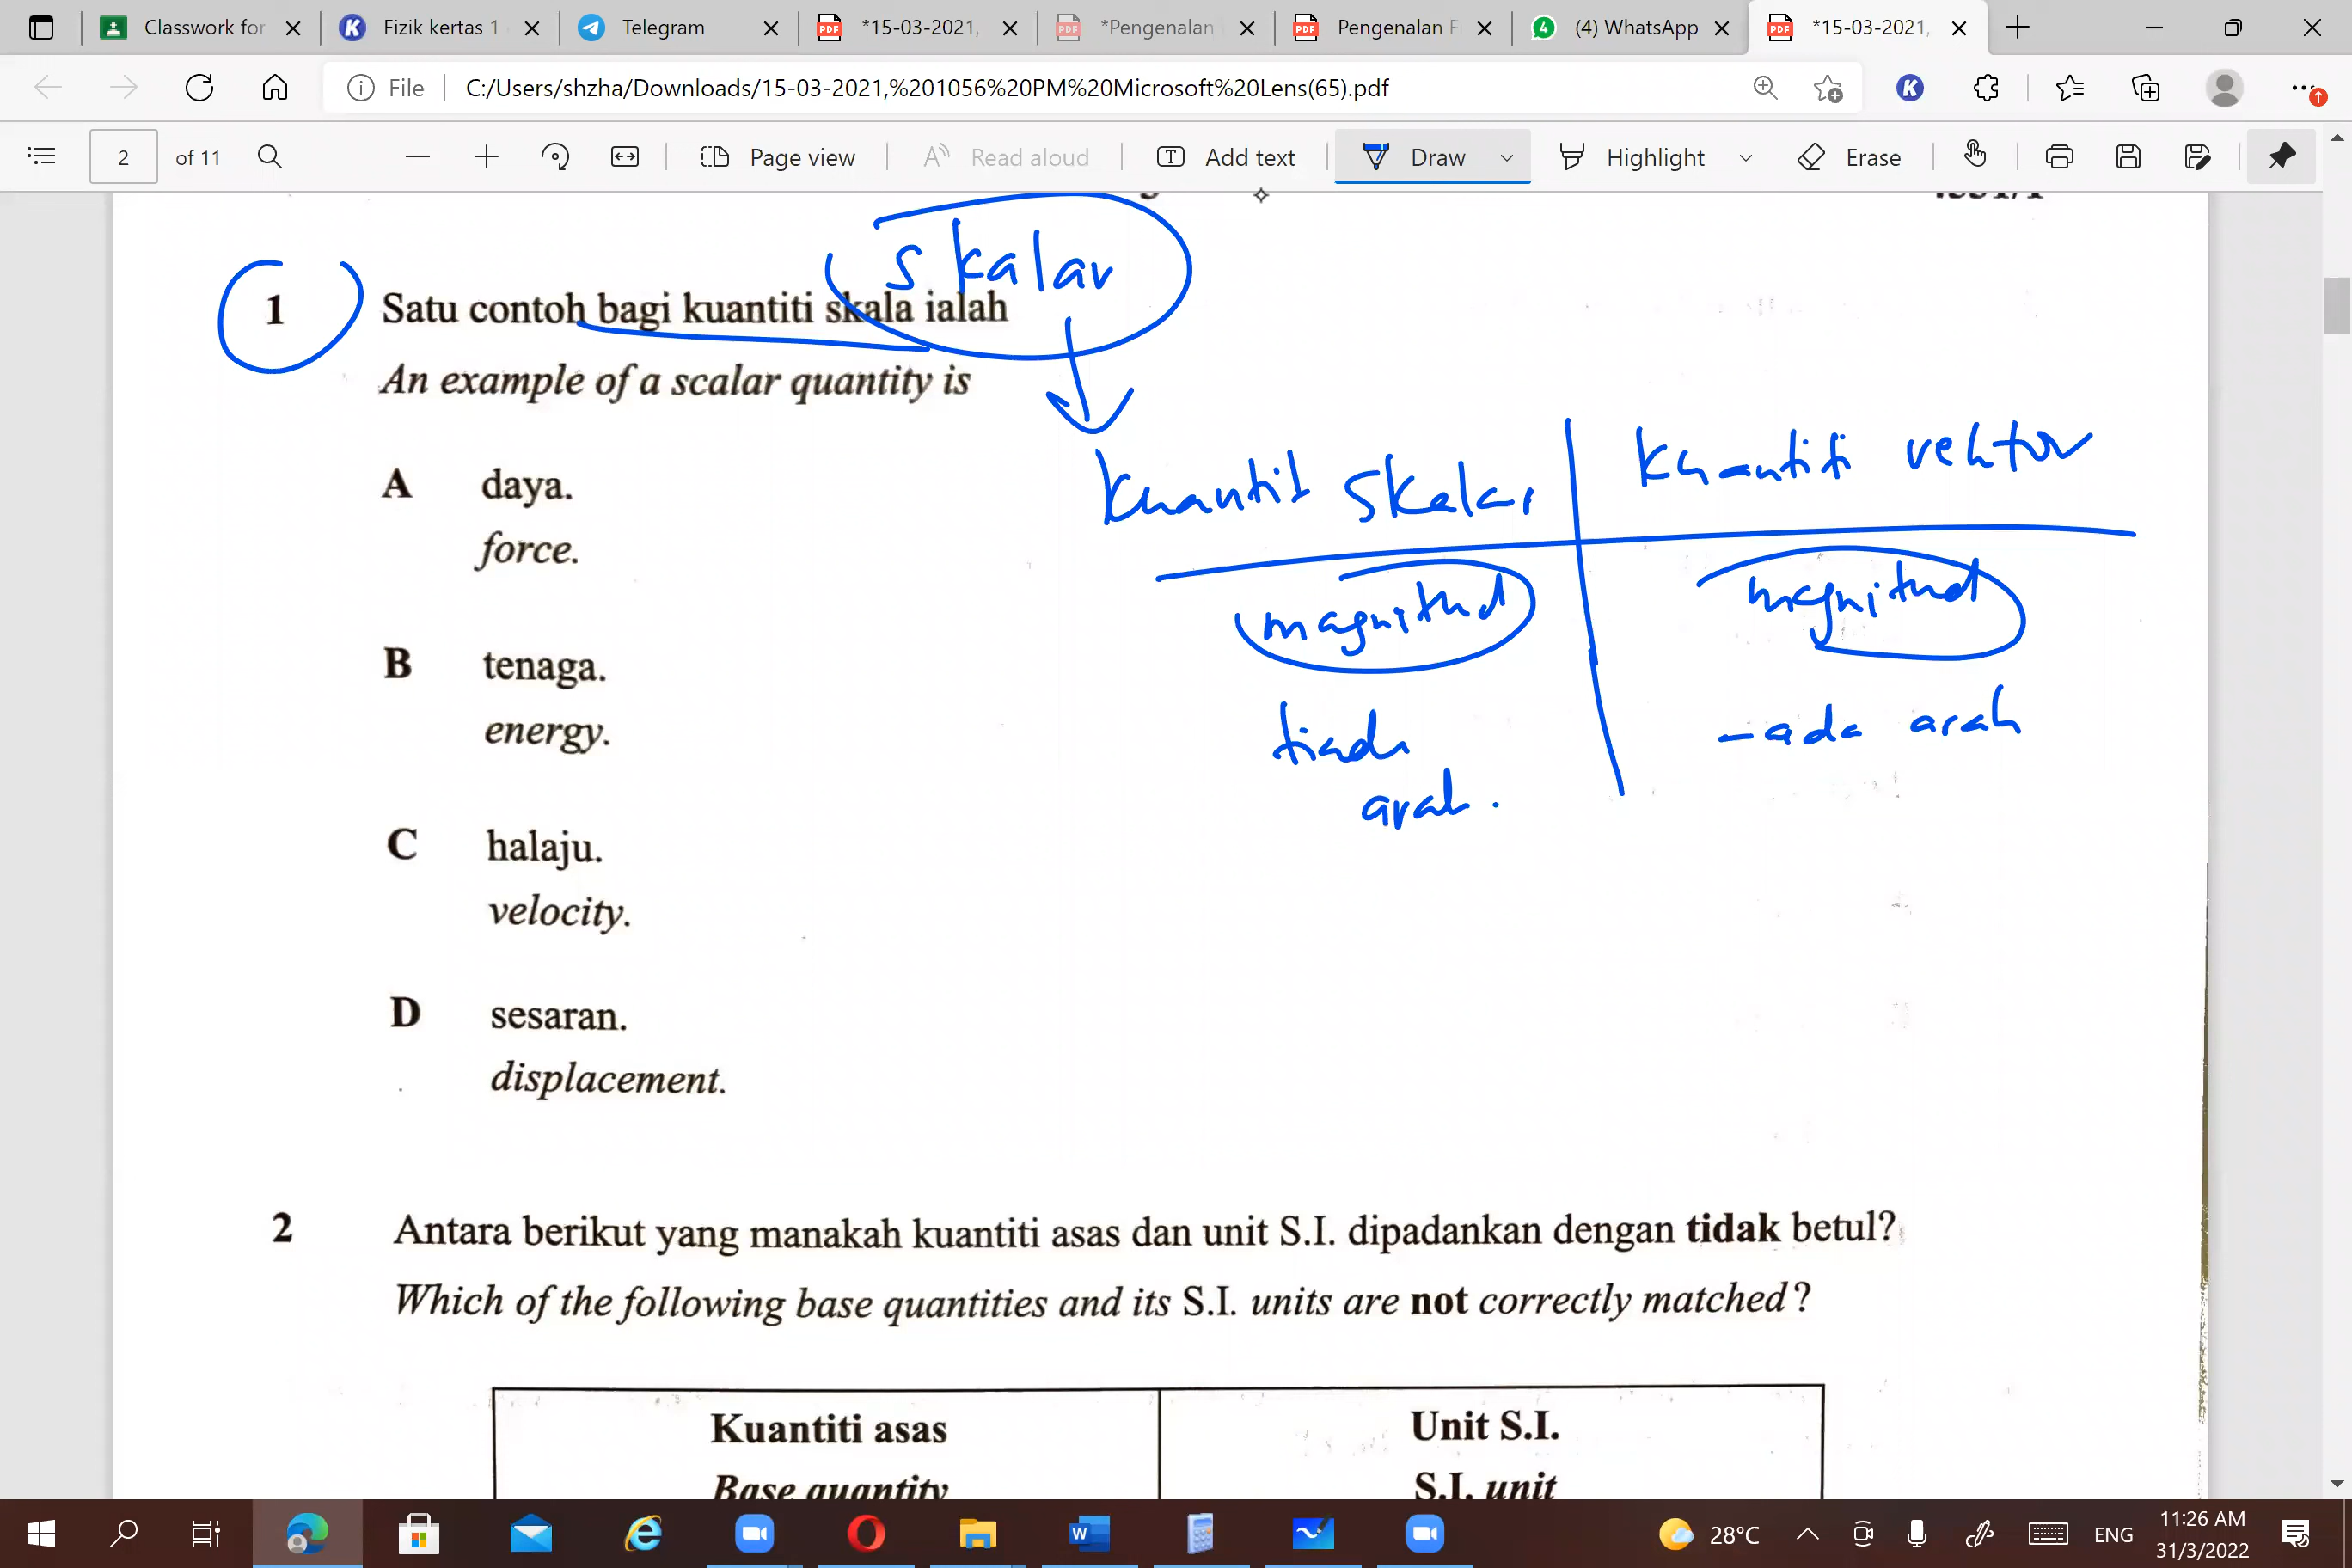 Classwork for
Fizik kertas 1
Telegram
*15-03-2021,
*Pengenalan
Pengenalan F
(4) WhatsApp
*15-03-2021,
File
C:/Users/shzha/Downloads/15-03-2021,%201056%20PM%20Microsoft%20Lens(65).pdf
2 of 11
Page view
Read aloud
Add text
Draw
Highlight
Erase
skalar
1 Satu contoh bagi kuantiti skala ialah
An example of a scalar quantity is
kuantiti skalar
kuantiti vektor
A daya.
force.
magnitud
magnitud
B tenaga.
energy.
tiada
arah.
- ada arah
C halaju.
velocity.
D sesaran.
displacement.
2 Antara berikut yang manakah kuantiti asas dan unit S.I. dipadankan dengan tidak betul?
Which of the following base quantities and its S.I. units are not correctly matched?
Kuantiti asas
Unit S.I.
Base quantity
S.I. unit
28°C
ENG
11:26 AM
31/3/2022